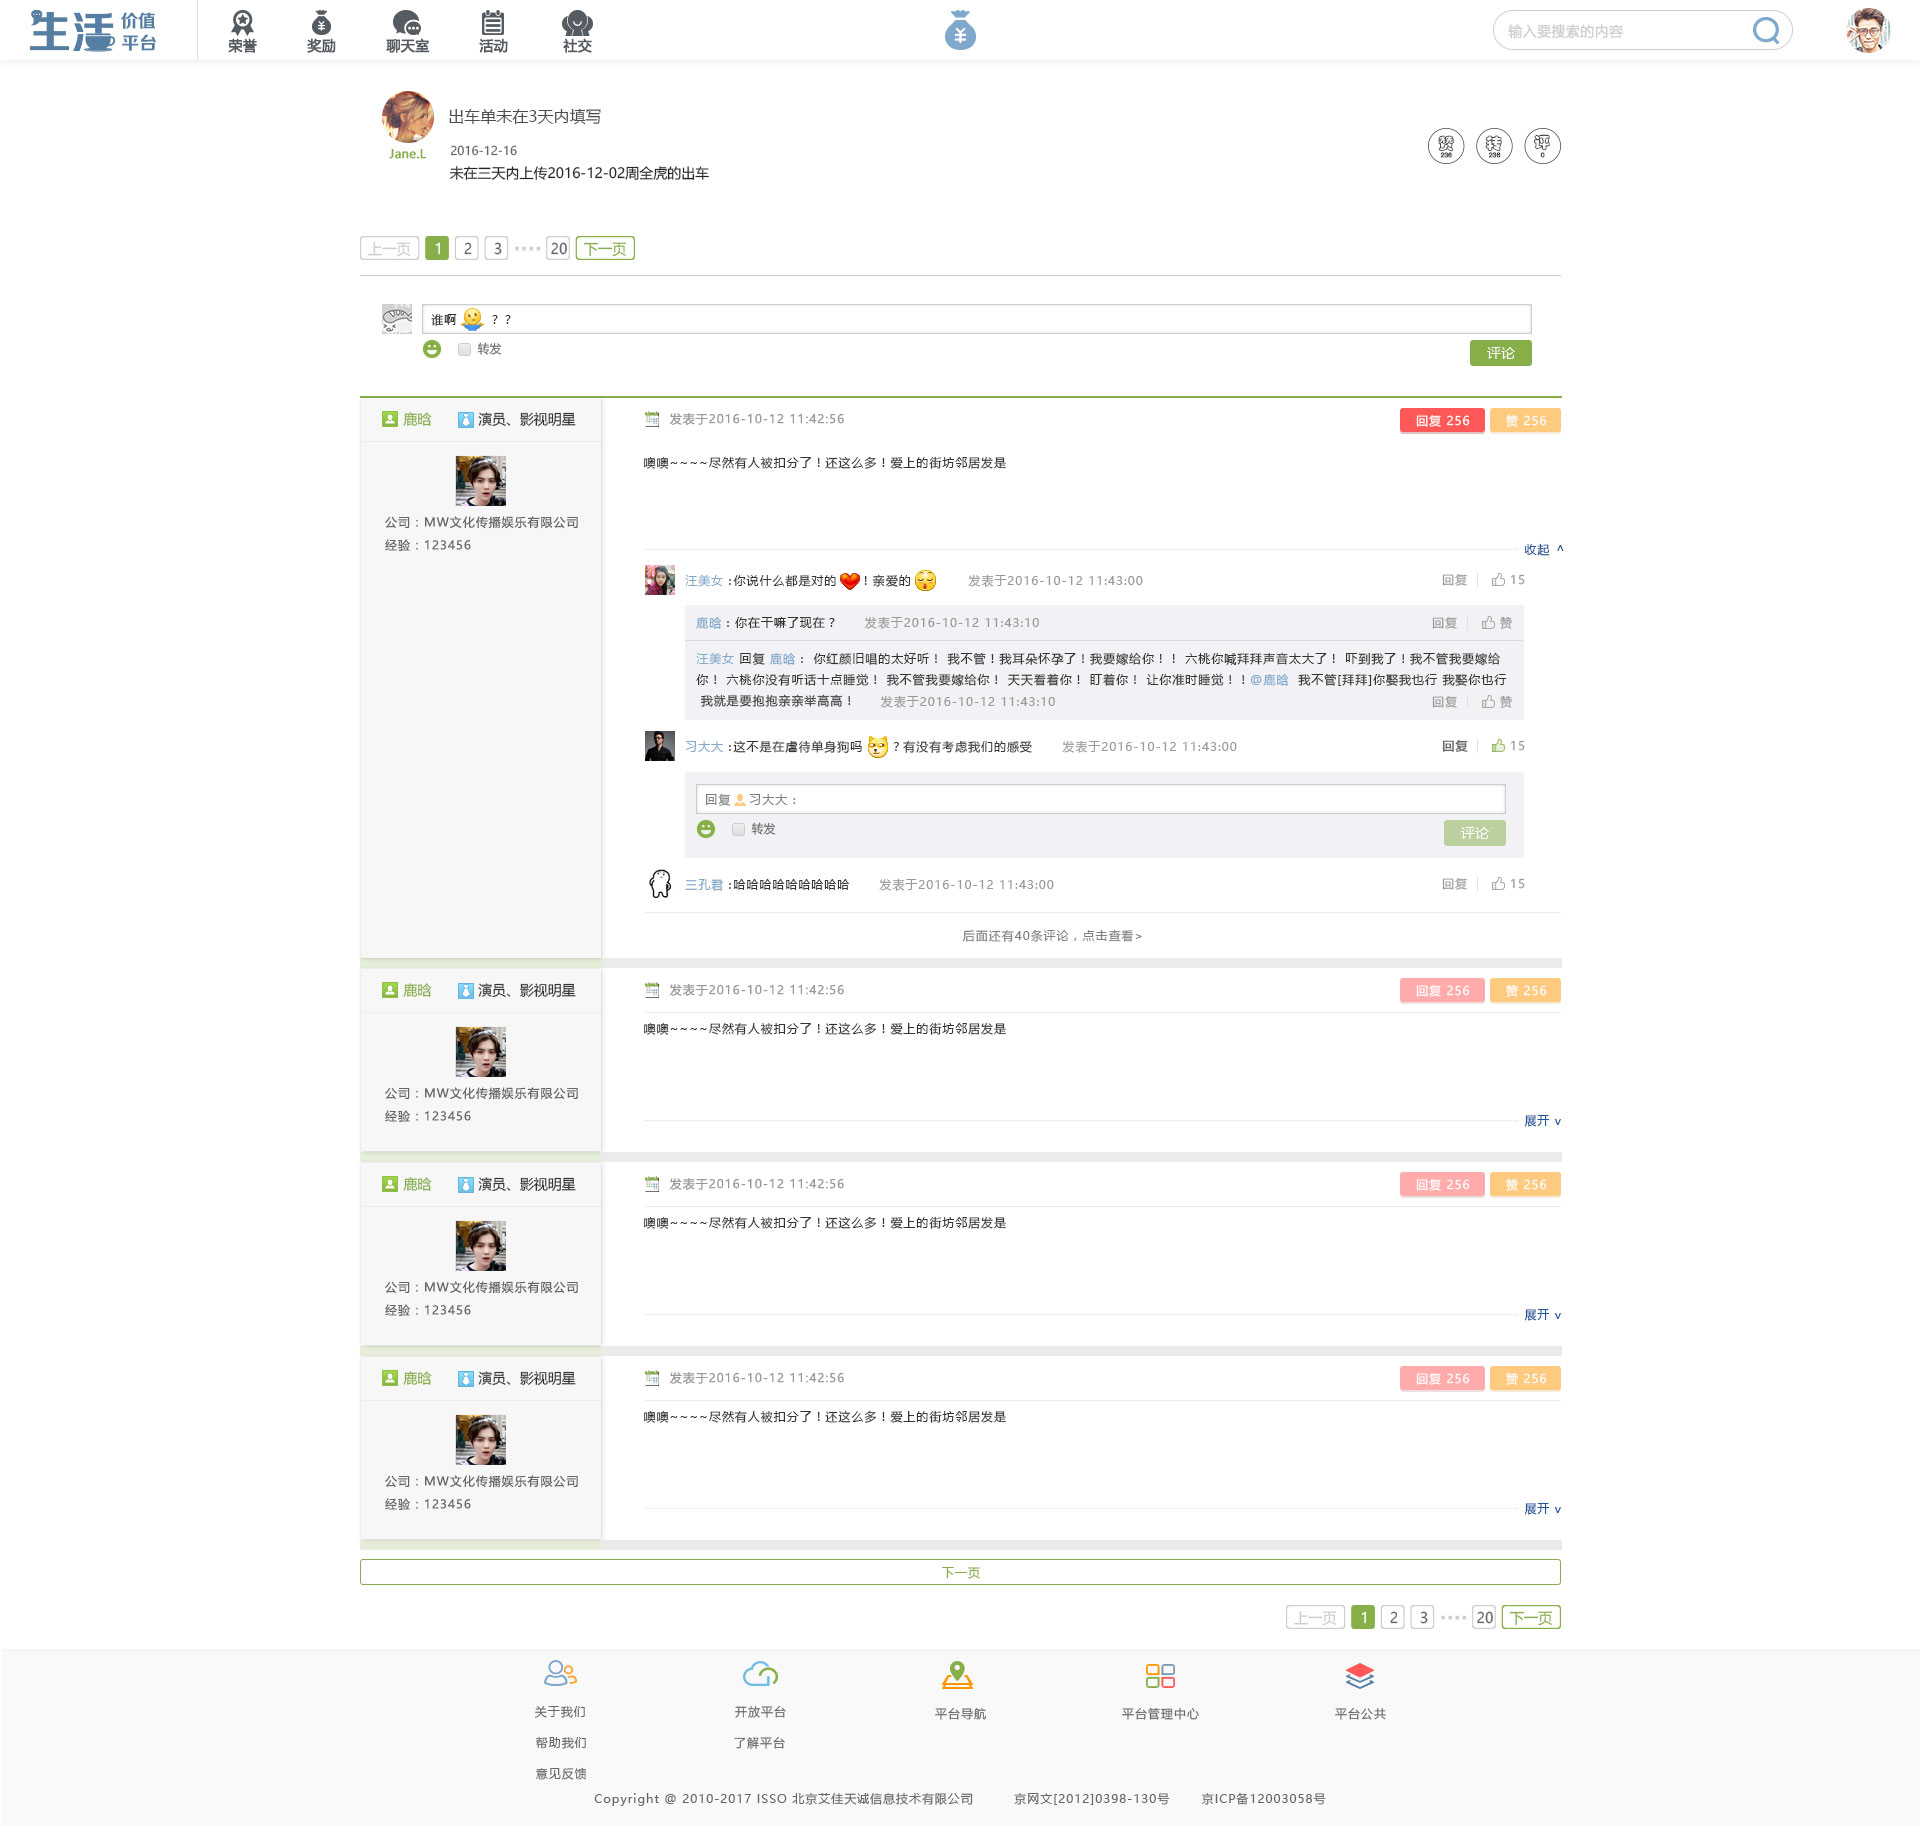 生活 价值平台
荣誉 奖励 聊天室 活动 社交
输入要搜索的内容
出车单未在3天内填写
Jane.L 2016-12-16
未在三天内上传2016-12-02周全虎的出车
赞 236 转 236 评 0
上一页 1 2 3 20 下一页
谁啊 ？？
转发
评论
鹿晗 演员、影视明星 发表于2016-10-12 11:42:56 回复 256 赞 256
噢噢~~~~尽然有人被扣分了！还这么多！爱上的街坊邻居发是
公司：MW文化传播娱乐有限公司
经验：123456
收起 ^
汪美女 :你说什么都是对的 ！亲爱的 发表于2016-10-12 11:43:00 回复 15
鹿晗：你在干嘛了现在？ 发表于2016-10-12 11:43:10 回复 赞
汪美女 回复 鹿晗： 你红颜旧唱的太好听！ 我不管！我耳朵怀孕了！我要嫁给你！！ 六桃你喊拜拜声音太大了！ 吓到我了！我不管我要嫁给
你！ 六桃你没有听话十点睡觉！ 我不管我要嫁给你！ 天天看着你！ 盯着你！ 让你准时睡觉！！@鹿晗 我不管[拜拜]你娶我也行 我娶你也行
我就是要抱抱亲亲举高高！ 发表于2016-10-12 11:43:10 回复 赞
习大大 :这不是在虐待单身狗吗 ？有没有考虑我们的感受 发表于2016-10-12 11:43:00 回复 15
回复 习大大：
转发
评论
三孔君 :哈哈哈哈哈哈哈哈哈 发表于2016-10-12 11:43:00 回复 15
后面还有40条评论，点击查看>
鹿晗 演员、影视明星 发表于2016-10-12 11:42:56 回复 256 赞 256
噢噢~~~~尽然有人被扣分了！还这么多！爱上的街坊邻居发是
公司：MW文化传播娱乐有限公司
经验：123456
展开 v
鹿晗 演员、影视明星 发表于2016-10-12 11:42:56 回复 256 赞 256
噢噢~~~~尽然有人被扣分了！还这么多！爱上的街坊邻居发是
公司：MW文化传播娱乐有限公司
经验：123456
展开 v
鹿晗 演员、影视明星 发表于2016-10-12 11:42:56 回复 256 赞 256
噢噢~~~~尽然有人被扣分了！还这么多！爱上的街坊邻居发是
公司：MW文化传播娱乐有限公司
经验：123456
展开 v
下一页
上一页 1 2 3 20 下一页
关于我们 开放平台 平台导航 平台管理中心 平台公共
帮助我们 了解平台
意见反馈
Copyright @ 2010-2017 ISSO 北京艾佳天诚信息技术有限公司 京网文[2012]0398-130号 京ICP备12003058号